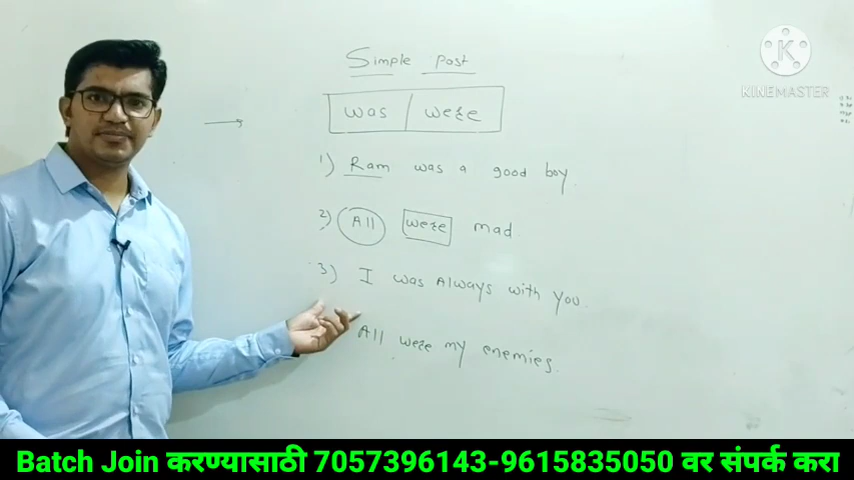 Simple Post
was | were
1) Ram was a good boy.
2) All were mad
3) I was Always with you.
All were my enemies.
KINEMASTER
Batch Join करण्यासाठी 7057396143-9615835050 वर संपर्क करा